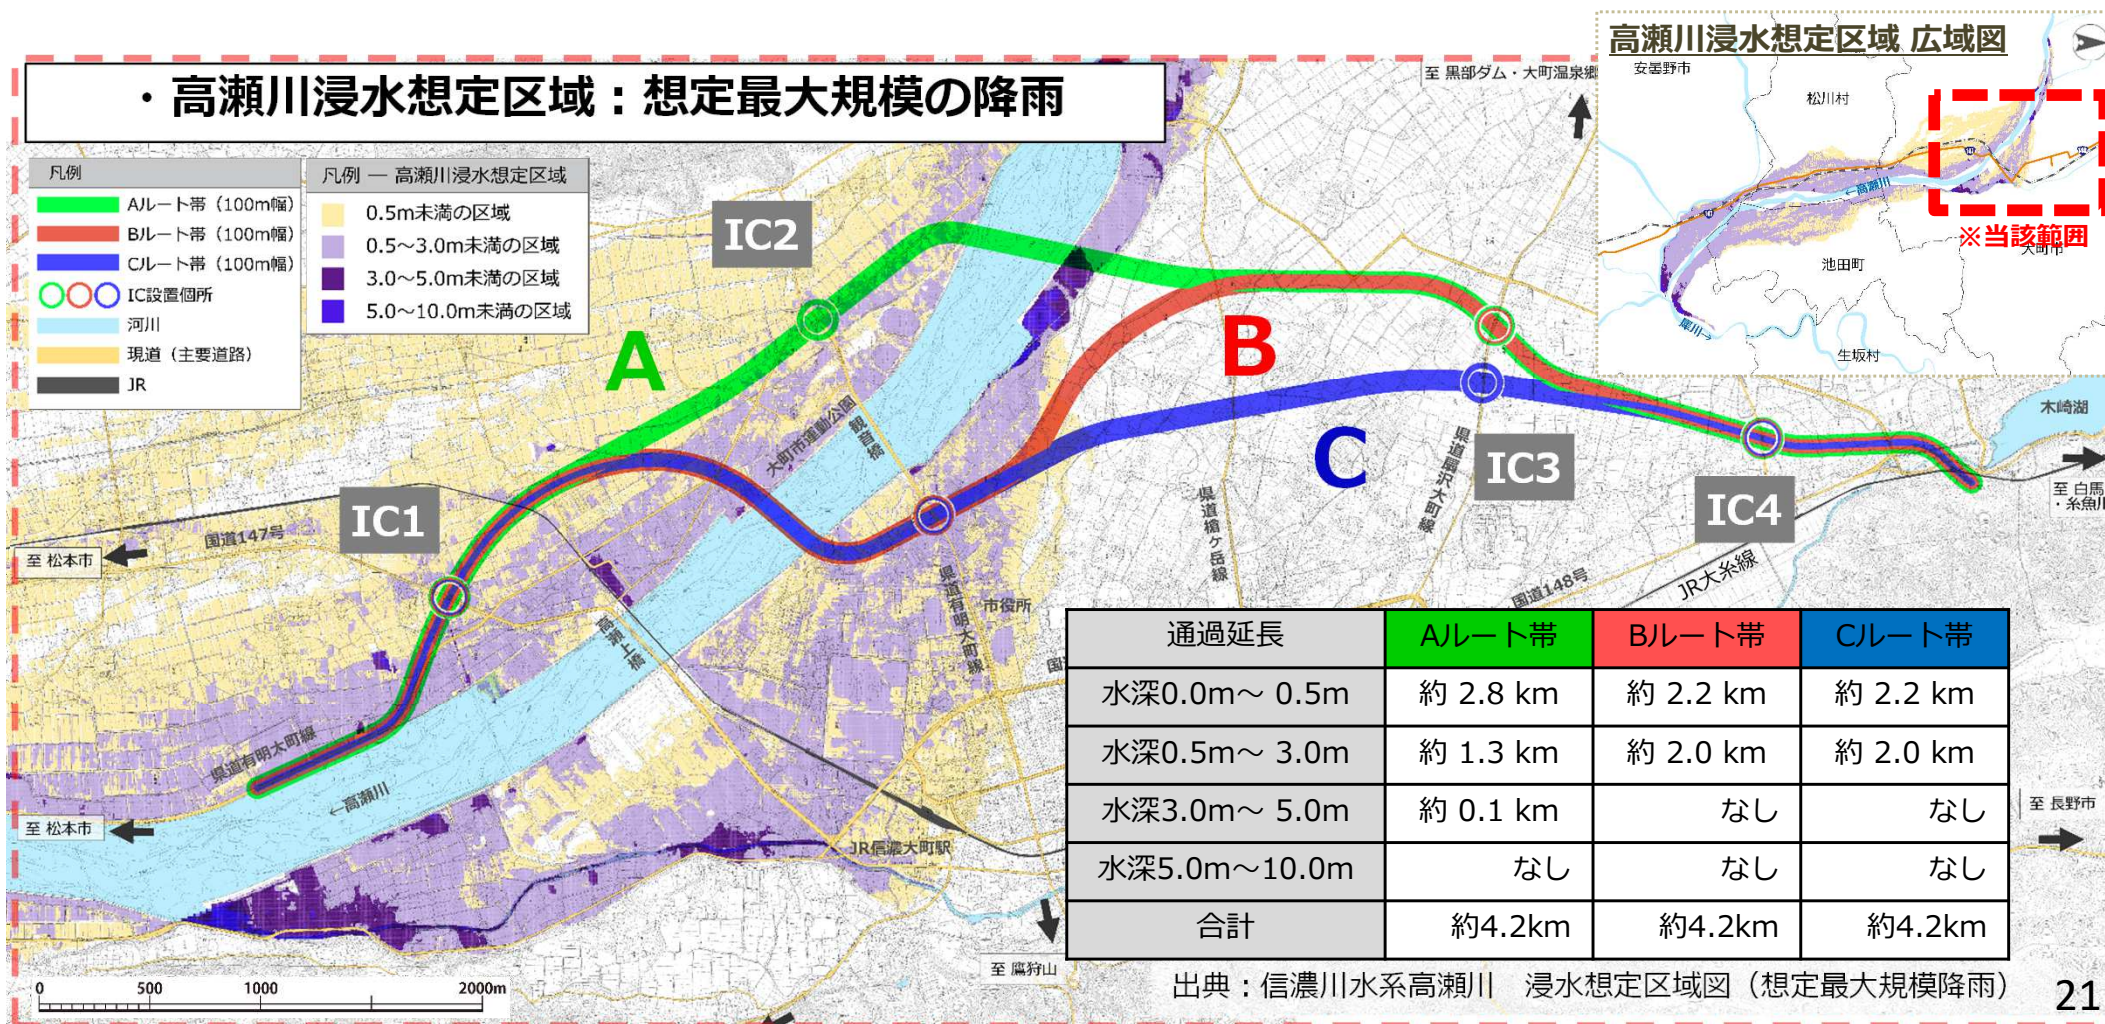 ・高瀬川浸水想定区域：想定最大規模の降雨
高瀬川浸水想定区域 広域図
安曇野市
松川村
←高瀬川
※当該範囲
大町市
池田町
犀川→
生坂村
至 黒部ダム・大町温泉郷
凡例
Aルート帯（100m幅）
Bルート帯（100m幅）
Cルート帯（100m幅）
IC設置個所
河川
現道（主要道路）
JR
凡例 ― 高瀬川浸水想定区域
0.5m未満の区域
0.5～3.0m未満の区域
3.0～5.0m未満の区域
5.0～10.0m未満の区域
IC2
A
B
C
IC1
IC3
IC4
木崎湖
至 白馬
・糸魚川
大町市運動公園
観音橋
国道147号
至 松本市
県道槍ヶ岳線
県道扇沢大町線
国道148号
JR大糸線
県道有明大町線
市役所
高瀬上橋
県道有明大町線
←高瀬川
至 松本市
JR信濃大町駅
至 長野市
至 鷹狩山
通過延長 Aルート帯 Bルート帯 Cルート帯
水深0.0m～ 0.5m 約 2.8 km 約 2.2 km 約 2.2 km
水深0.5m～ 3.0m 約 1.3 km 約 2.0 km 約 2.0 km
水深3.0m～ 5.0m 約 0.1 km なし なし
水深5.0m～10.0m なし なし なし
合計 約4.2km 約4.2km 約4.2km
0 500 1000 2000m
出典：信濃川水系高瀬川　浸水想定区域図（想定最大規模降雨）
21